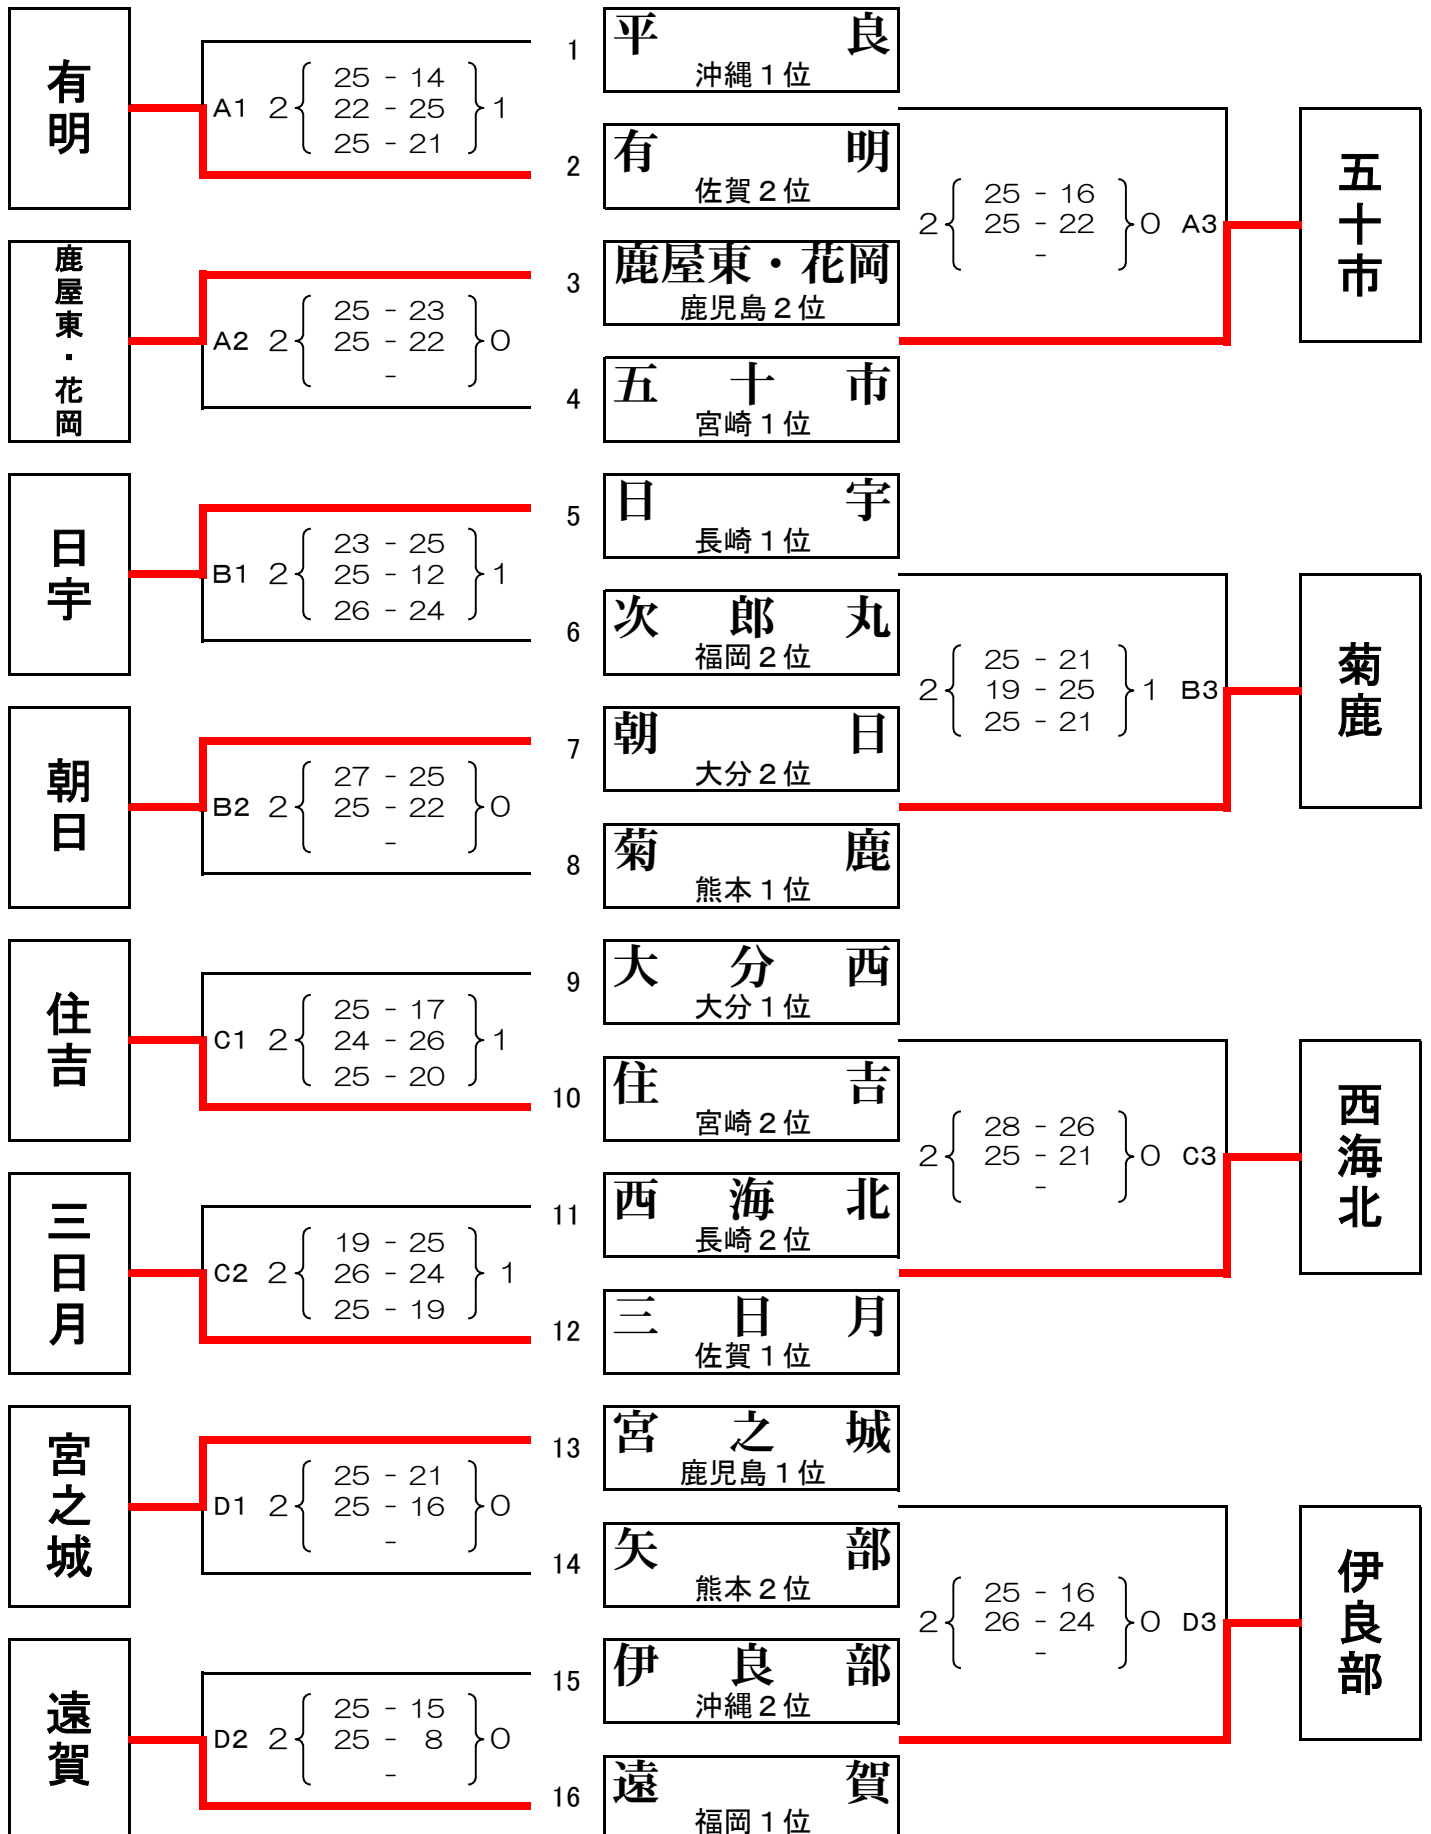 有明
A1 2 25 - 14 1
22 - 25
25 - 21
鹿屋東・花岡
A2 2 25 - 23 0
25 - 22
-
日宇
B1 2 23 - 25 1
25 - 12
26 - 24
朝日
B2 2 27 - 25 0
25 - 22
-
住吉
C1 2 25 - 17 1
24 - 26
25 - 20
三日月
C2 2 19 - 25 1
26 - 24
25 - 19
宮之城
D1 2 25 - 21 0
25 - 16
-
遠賀
D2 2 25 - 15 0
25 - 8
-
1 平良
沖縄1位
2 有明
佐賀2位
3 鹿屋東・花岡
鹿児島2位
4 五十市
宮崎1位
5 日宇
長崎1位
6 次郎丸
福岡2位
7 朝日
大分2位
8 菊鹿
熊本1位
9 大分西
大分1位
10 住吉
宮崎2位
11 西海北
長崎2位
12 三日月
佐賀1位
13 宮之城
鹿児島1位
14 矢部
熊本2位
15 伊良部
沖縄2位
16 遠賀
福岡1位
2 25 - 16 0 A3
25 - 22
-
五十市
2 25 - 21 1 B3
19 - 25
25 - 21
菊鹿
2 28 - 26 0 C3
25 - 21
-
西海北
2 25 - 16 0 D3
26 - 24
-
伊良部